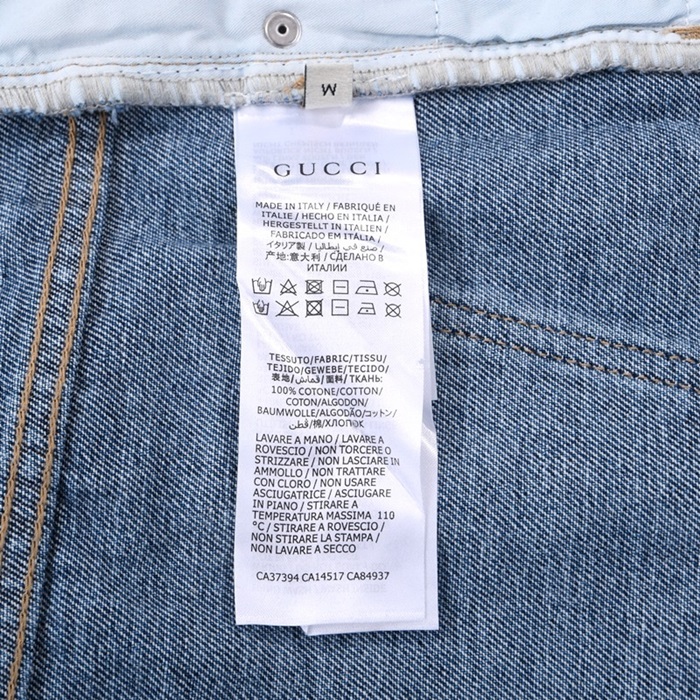 M
GUCCI
MADE IN ITALY / FABRIQUÉ EN
ITALIE / HECHO EN ITALIA /
HERGESTELLT IN ITALIEN /
FABRICADO EM ITÁLIA /
イタリア製 / صنع في إيطاليا /
产地:意大利 / СДЕЛАНО В
ИТАЛИИ
TESSUTO/FABRIC/TISSU/
TEJIDO/GEWEBE/TECIDO/
表地/قماش/面料/ТКАНЬ:
100% COTONE/COTTON/
COTON/ALGODON/
BAUMWOLLE/ALGODÃO/コットン/
قطن/棉/ХЛОПОК
LAVARE A MANO / LAVARE A
ROVESCIO / NON TORCERE O
STRIZZARE / NON LASCIARE IN
AMMOLLO / NON TRATTARE
CON CLORO / NON USARE
ASCIUGATRICE / ASCIUGARE
IN PIANO / STIRARE A
TEMPERATURA MASSIMA 110
°C / STIRARE A ROVESCIO /
NON STIRARE LA STAMPA /
NON LAVARE A SECCO
CA37394 CA14517 CA84937